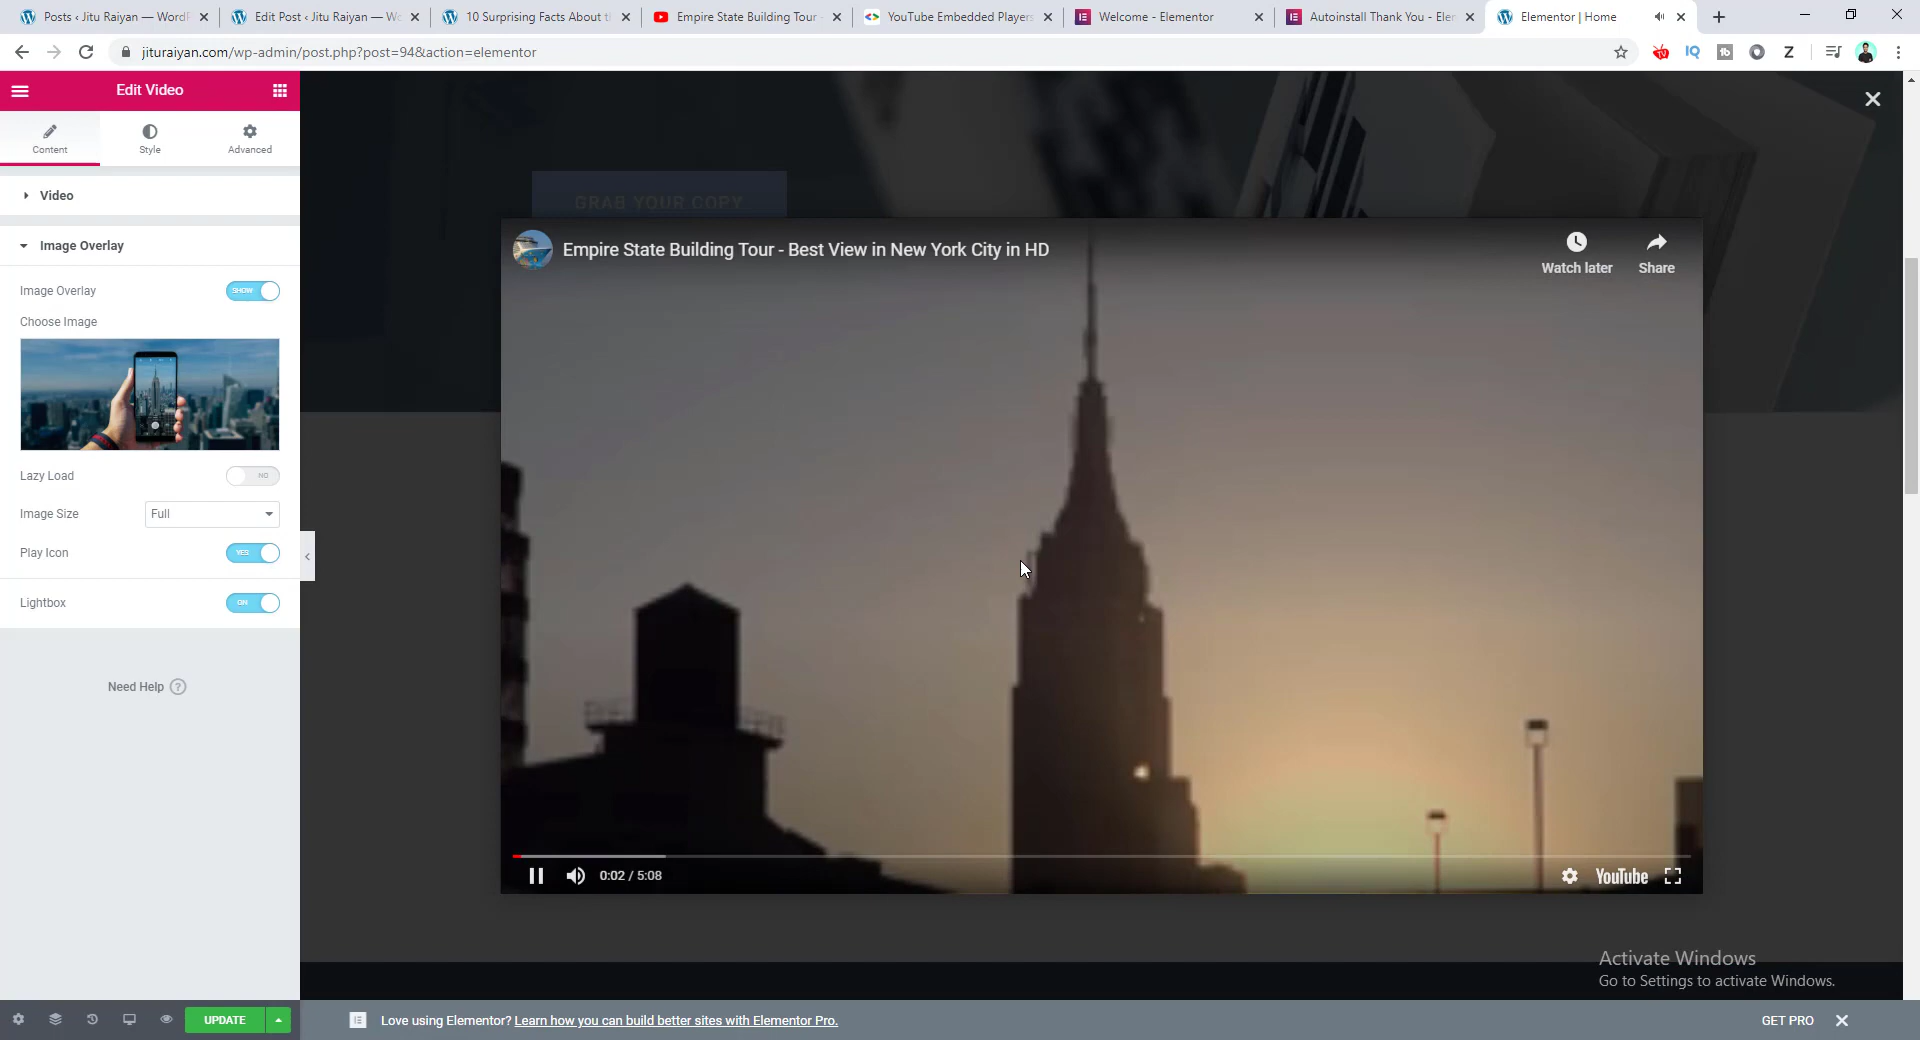 Posts ‹ Jitu Raiyan — WordP
Edit Post ‹ Jitu Raiyan — Wo
10 Surprising Facts About t
Empire State Building Tour -
YouTube Embedded Players
Welcome - Elementor
Autoinstall Thank You - Ele
Elementor | Home
jituraiyan.com/wp-admin/post.php?post=94&action=elementor
Edit Video
Content
Style
Advanced
Video
Image Overlay
Image Overlay
SHOW
Choose Image
Lazy Load
NO
Image Size
Full
Play Icon
YES
Lightbox
ON
Need Help ?
UPDATE
GRAB YOUR COPY
Empire State Building Tour - Best View in New York City in HD
Watch later
Share
0:02 / 5:08
YouTube
Activate Windows
Go to Settings to activate Windows.
Love using Elementor? Learn how you can build better sites with Elementor Pro.
GET PRO